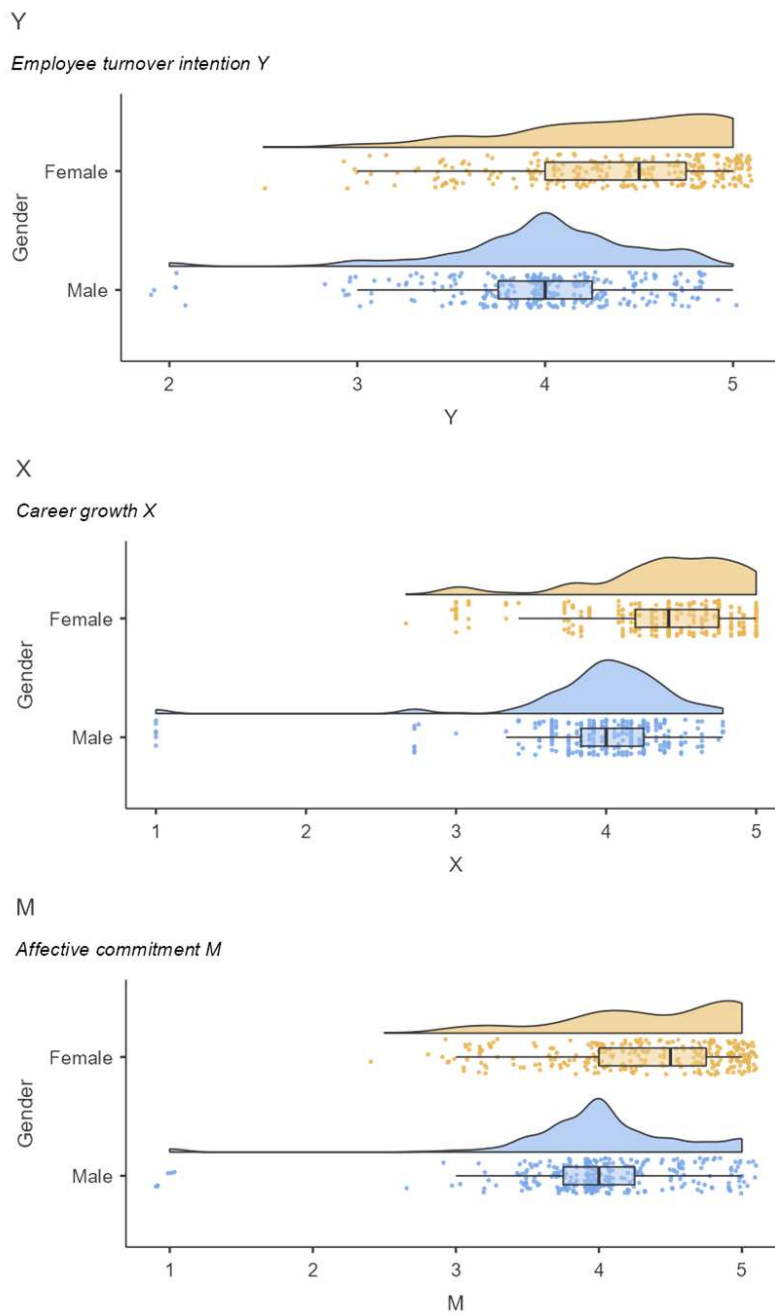 Y
Employee turnover intention Y
Female
Gender
Male
2 3 4 5
Y
X
Career growth X
Female
Gender
Male
1 2 3 4 5
X
M
Affective commitment M
Female
Gender
Male
1 2 3 4 5
M